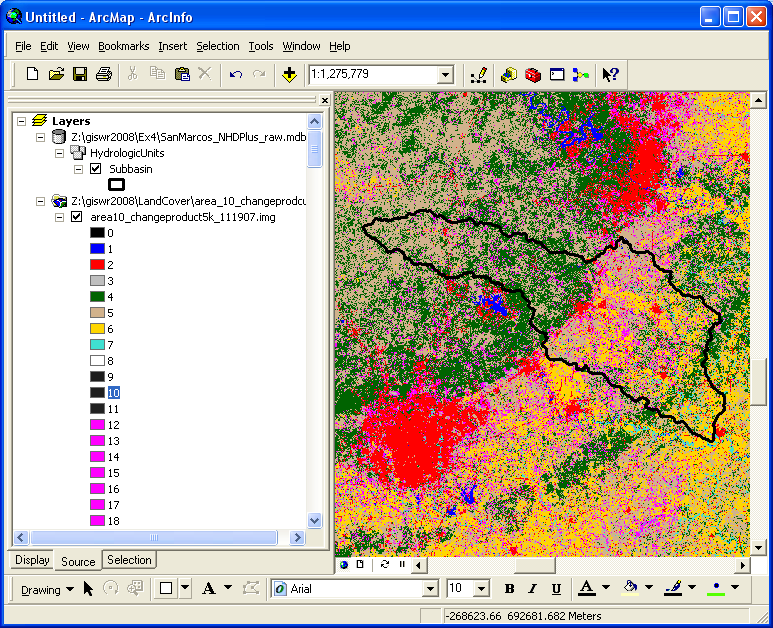 Untitled - ArcMap - ArcInfo
File Edit View Bookmarks Insert Selection Tools Window Help
1:1,275,779
Layers
Z:\giswr2008\Ex4\SanMarcos_NHDPlus_raw.mdb
HydrologicUnits
Subbasin
Z:\giswr2008\LandCover\area_10_changeprodcu
area10_changeproduct5k_111907.img
0
1
2
3
4
5
6
7
8
9
10
11
12
13
14
15
16
17
18
Display Source Selection
Drawing A Arial 10 B I U A
-268623.66 692681.682 Meters